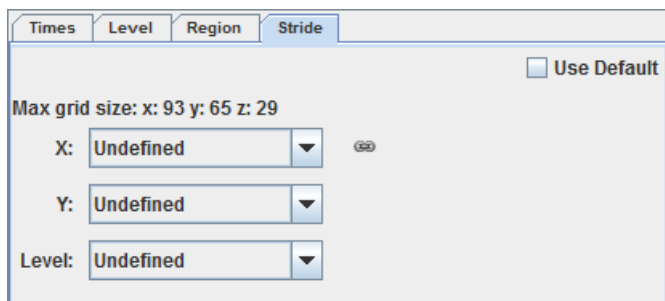 Times Level Region Stride
Use Default
Max grid size: x: 93 y: 65 z: 29
X: Undefined
Y: Undefined
Level: Undefined